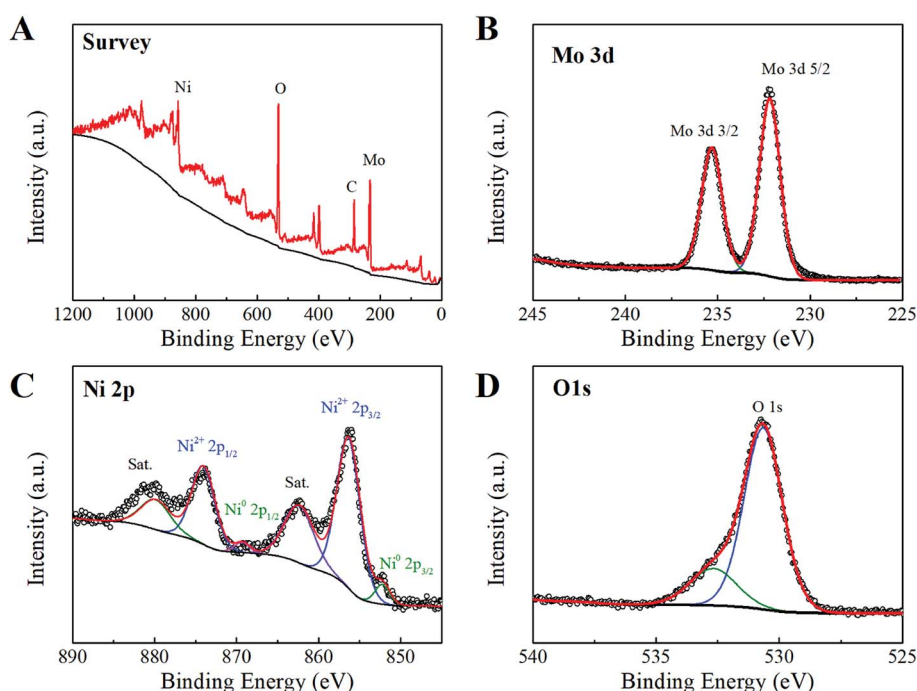 A
Survey
Ni
O
C
Mo
Intensity (a.u.)
1200 1000 800 600 400 200 0
Binding Energy (eV)
B
Mo 3d
Mo 3d 5/2
Mo 3d 3/2
Intensity (a.u.)
245 240 235 230 225
Binding Energy (eV)
C
Ni 2p
Ni²⁺ 2p₃/₂
Ni²⁺ 2p₁/₂
Sat.
Sat.
Ni⁰ 2p₁/₂
Ni⁰ 2p₃/₂
Intensity (a.u.)
890 880 870 860 850
Binding Energy (eV)
D
O1s
O 1s
Intensity (a.u.)
540 535 530 525
Binding Energy (eV)